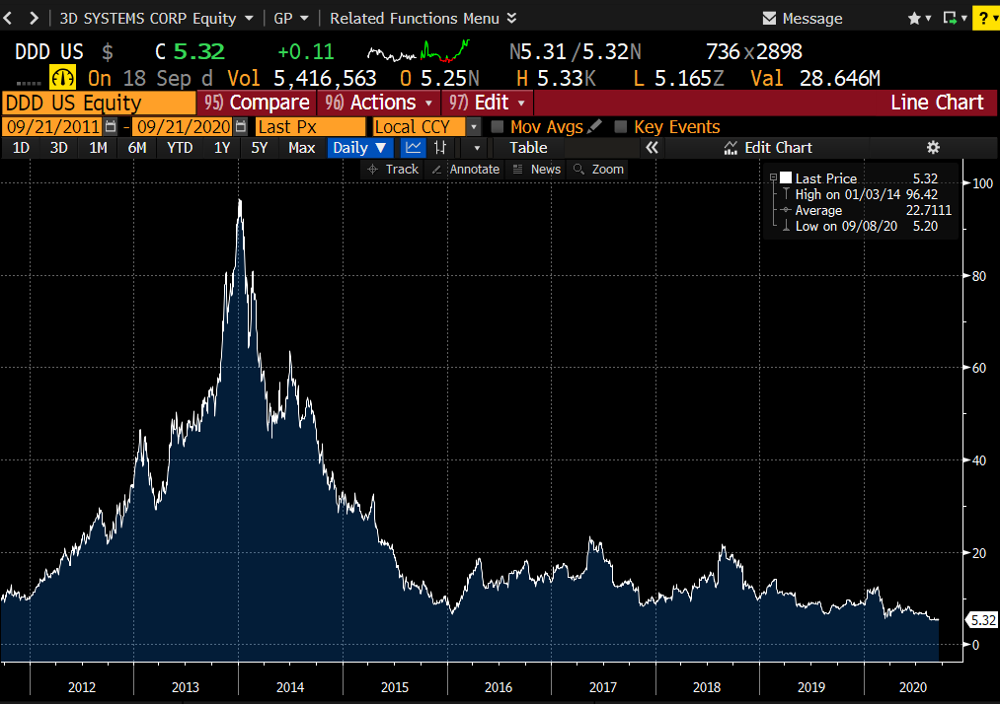 3D SYSTEMS CORP Equity GP Related Functions Menu Message ?
DDD US $ C 5.32 +0.11 N5.31/5.32N 736x2898
On 18 Sep d Vol 5,416,563 O 5.25N H 5.33K L 5.165Z Val 28.646M
DDD US Equity 95) Compare 96) Actions 97) Edit Line Chart
09/21/2011 - 09/21/2020 Last Px Local CCY Mov Avgs Key Events
1D 3D 1M 6M YTD 1Y 5Y Max Daily ▼ Table « Edit Chart
Track Annotate News Zoom
Last Price 5.32
High on 01/03/14 96.42
Average 22.7111
Low on 09/08/20 5.20
100
80
60
40
20
5.32
0
2012 2013 2014 2015 2016 2017 2018 2019 2020